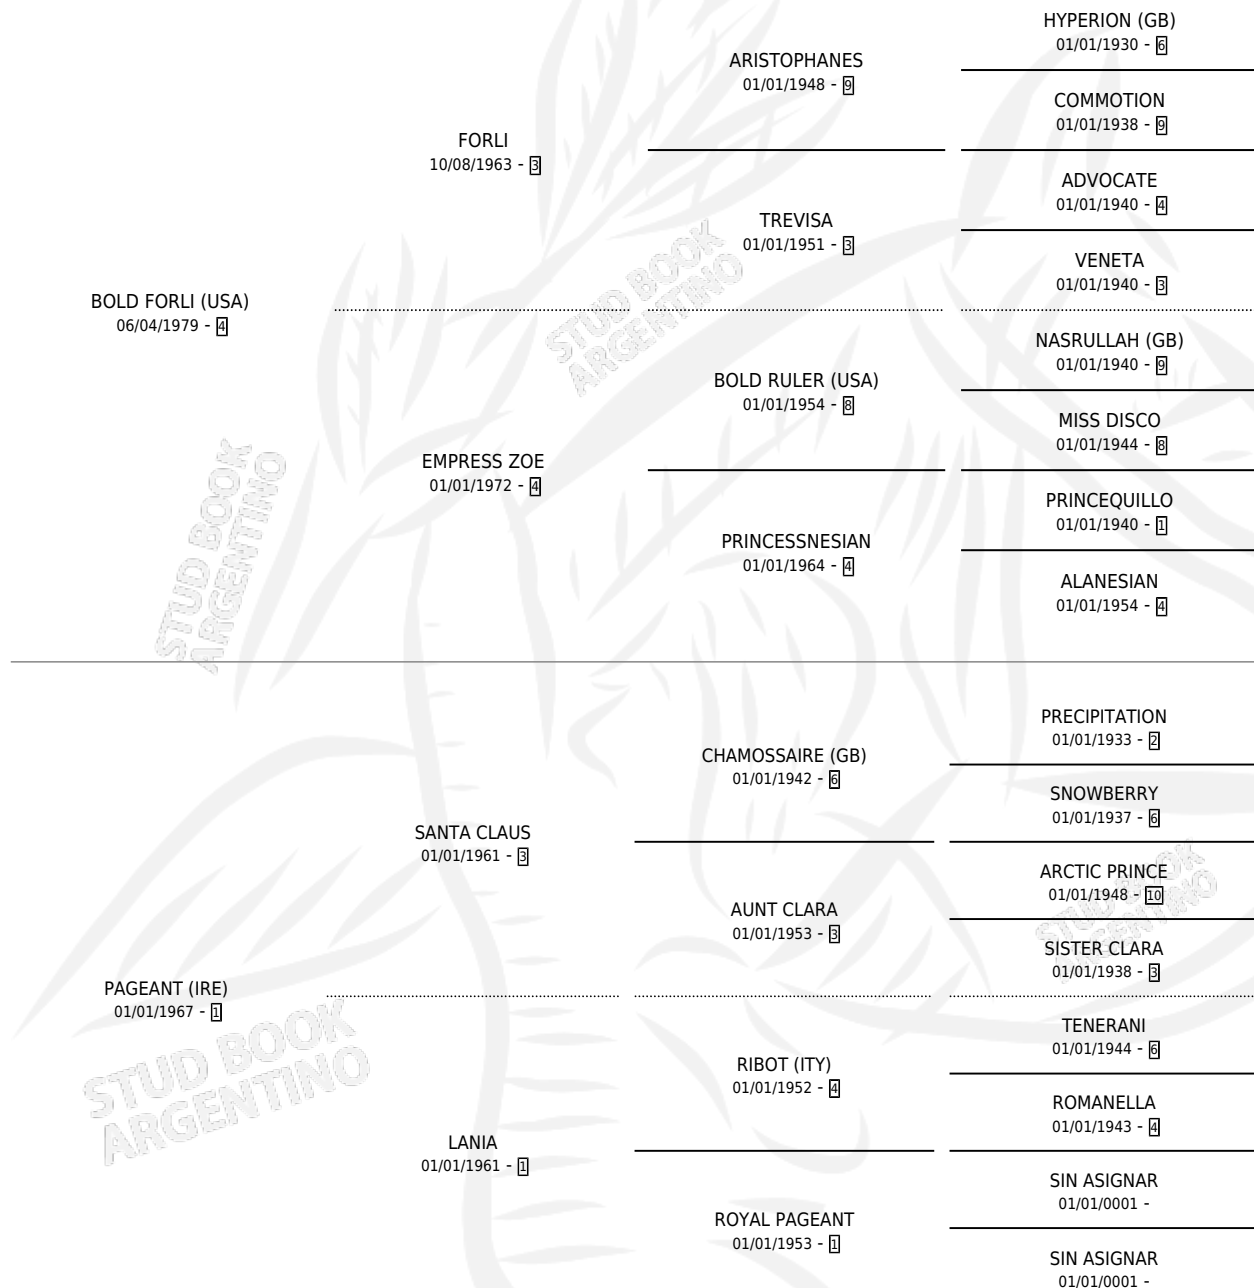 HYPERION (GB)
01/01/1930 - 6
ARISTOPHANES
01/01/1948 - 9
COMMOTION
01/01/1938 - 9
FORLI
10/08/1963 - 3
ADVOCATE
01/01/1940 - 4
TREVISA
01/01/1951 - 3
VENETA
01/01/1940 - 3
BOLD FORLI (USA)
06/04/1979 - 4
NASRULLAH (GB)
01/01/1940 - 9
BOLD RULER (USA)
01/01/1954 - 8
MISS DISCO
01/01/1944 - 8
EMPRESS ZOE
01/01/1972 - 4
PRINCEQUILLO
01/01/1940 - 1
PRINCESSNESIAN
01/01/1964 - 4
ALANESIAN
01/01/1954 - 4
PRECIPITATION
01/01/1933 - 2
CHAMOSSAIRE (GB)
01/01/1942 - 6
SNOWBERRY
01/01/1937 - 6
SANTA CLAUS
01/01/1961 - 3
ARCTIC PRINCE
01/01/1948 - 10
AUNT CLARA
01/01/1953 - 3
SISTER CLARA
01/01/1938 - 3
PAGEANT (IRE)
01/01/1967 - 1
TENERANI
01/01/1944 - 6
RIBOT (ITY)
01/01/1952 - 4
ROMANELLA
01/01/1943 - 4
LANIA
01/01/1961 - 1
SIN ASIGNAR
01/01/0001 -
ROYAL PAGEANT
01/01/1953 - 1
SIN ASIGNAR
01/01/0001 -
STUD BOOK
ARGENTINO
STUD BOOK
ARGENTINO
STUD BOOK
ARGENTINO
STUD BOOK
ARGENTINO